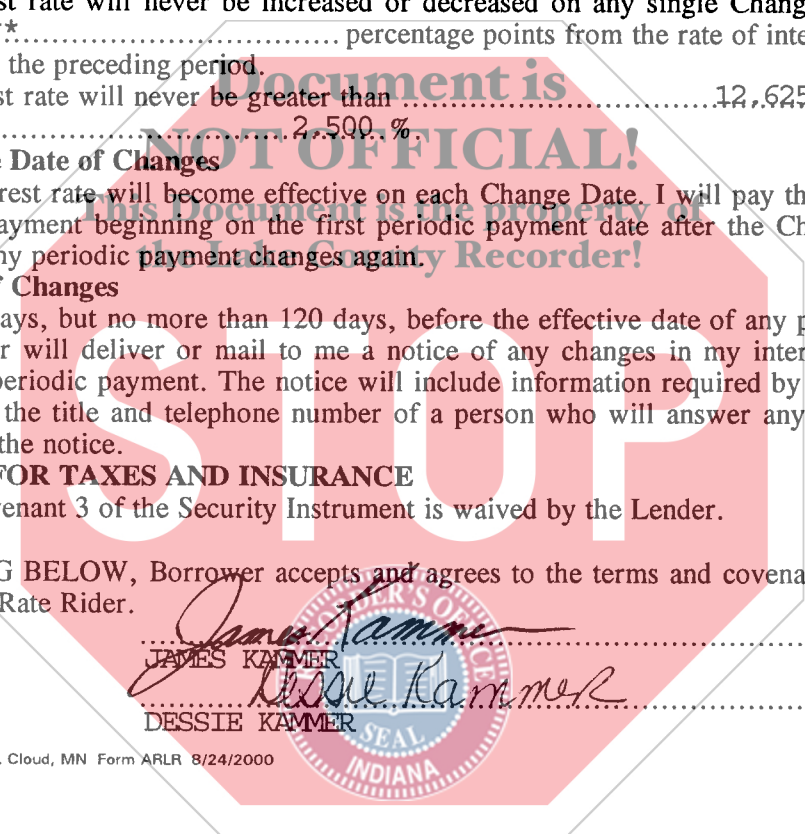 st rate will never be increased or decreased on any single Chang
*................................. percentage points from the rate of inte
the preceding period.
st rate will never be greater than ................................12,625
...........................2.500..%.
Date of Changes
rest rate will become effective on each Change Date. I will pay th
ayment beginning on the first periodic payment date after the Ch
ny periodic payment changes again.
f Changes
ays, but no more than 120 days, before the effective date of any p
r will deliver or mail to me a notice of any changes in my inter
periodic payment. The notice will include information required by
the title and telephone number of a person who will answer any
the notice.
FOR TAXES AND INSURANCE
enant 3 of the Security Instrument is waived by the Lender.
G BELOW, Borrower accepts and agrees to the terms and covena
Rate Rider.
James Kammer
JAMES KAMMER
Dessie Kammer
DESSIE KAMMER
. Cloud, MN Form ARLR 8/24/2000
Document is
NOT OFFICIAL!
This Document is the property of
the Lake County Recorder!
STOP
RECORDER'S OFFICE
SEAL
INDIANA